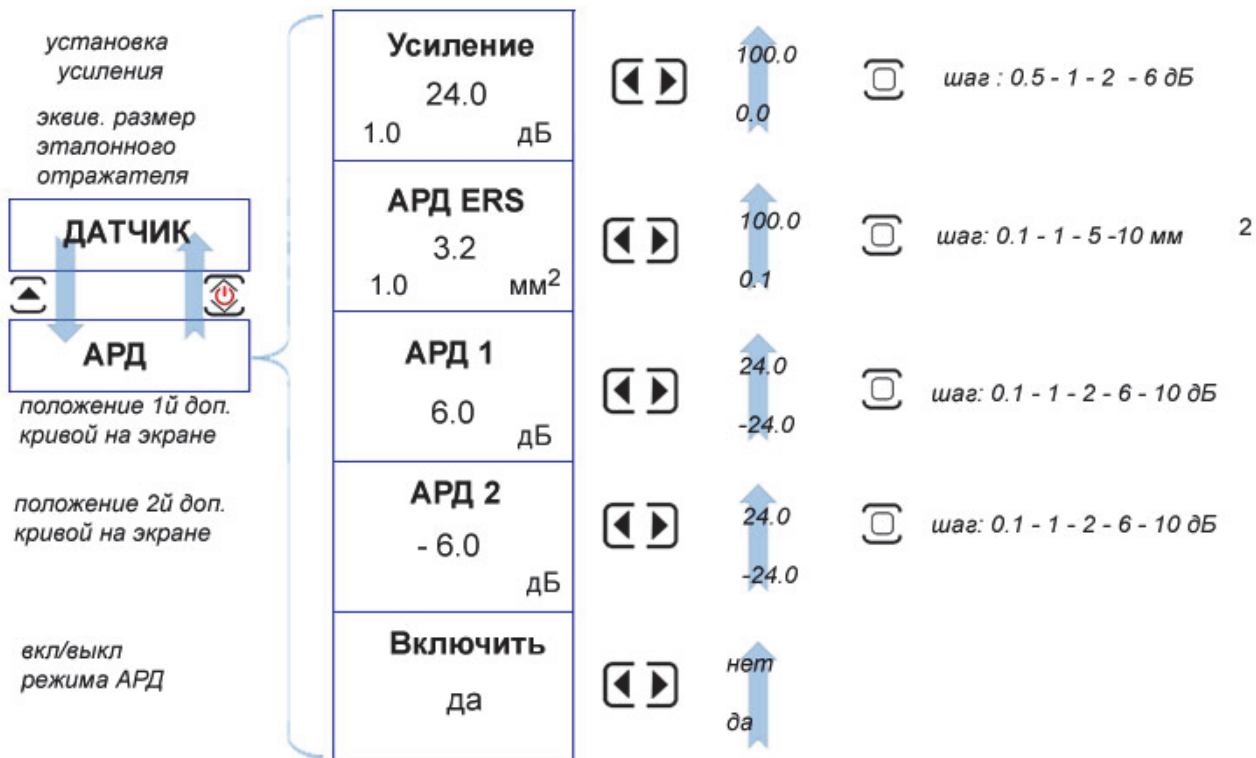 установка
усиления
эквив. размер
эталонного
отражателя
ДАТЧИК
АРД
положение 1й доп.
кривой на экране
положение 2й доп.
кривой на экране
вкл/выкл
режима АРД
Усиление
24.0
1.0 дБ
100.0
0.0
шаг : 0.5 - 1 - 2 - 6 дБ
АРД ERS
3.2
1.0 мм2
100.0
0.1
шаг: 0.1 - 1 - 5 -10 мм 2
АРД 1
6.0
дБ
24.0
-24.0
шаг: 0.1 - 1 - 2 - 6 - 10 дБ
АРД 2
- 6.0
дБ
24.0
-24.0
шаг: 0.1 - 1 - 2 - 6 - 10 дБ
Включить
да
нет
да